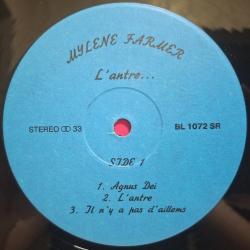 MYLENE FARMER
L'antre...
STEREO 33
BL 1072 SR
SIDE 1
1. Agnus Dei
2. L'antre
3. Il n'y a pas d'ailleurs